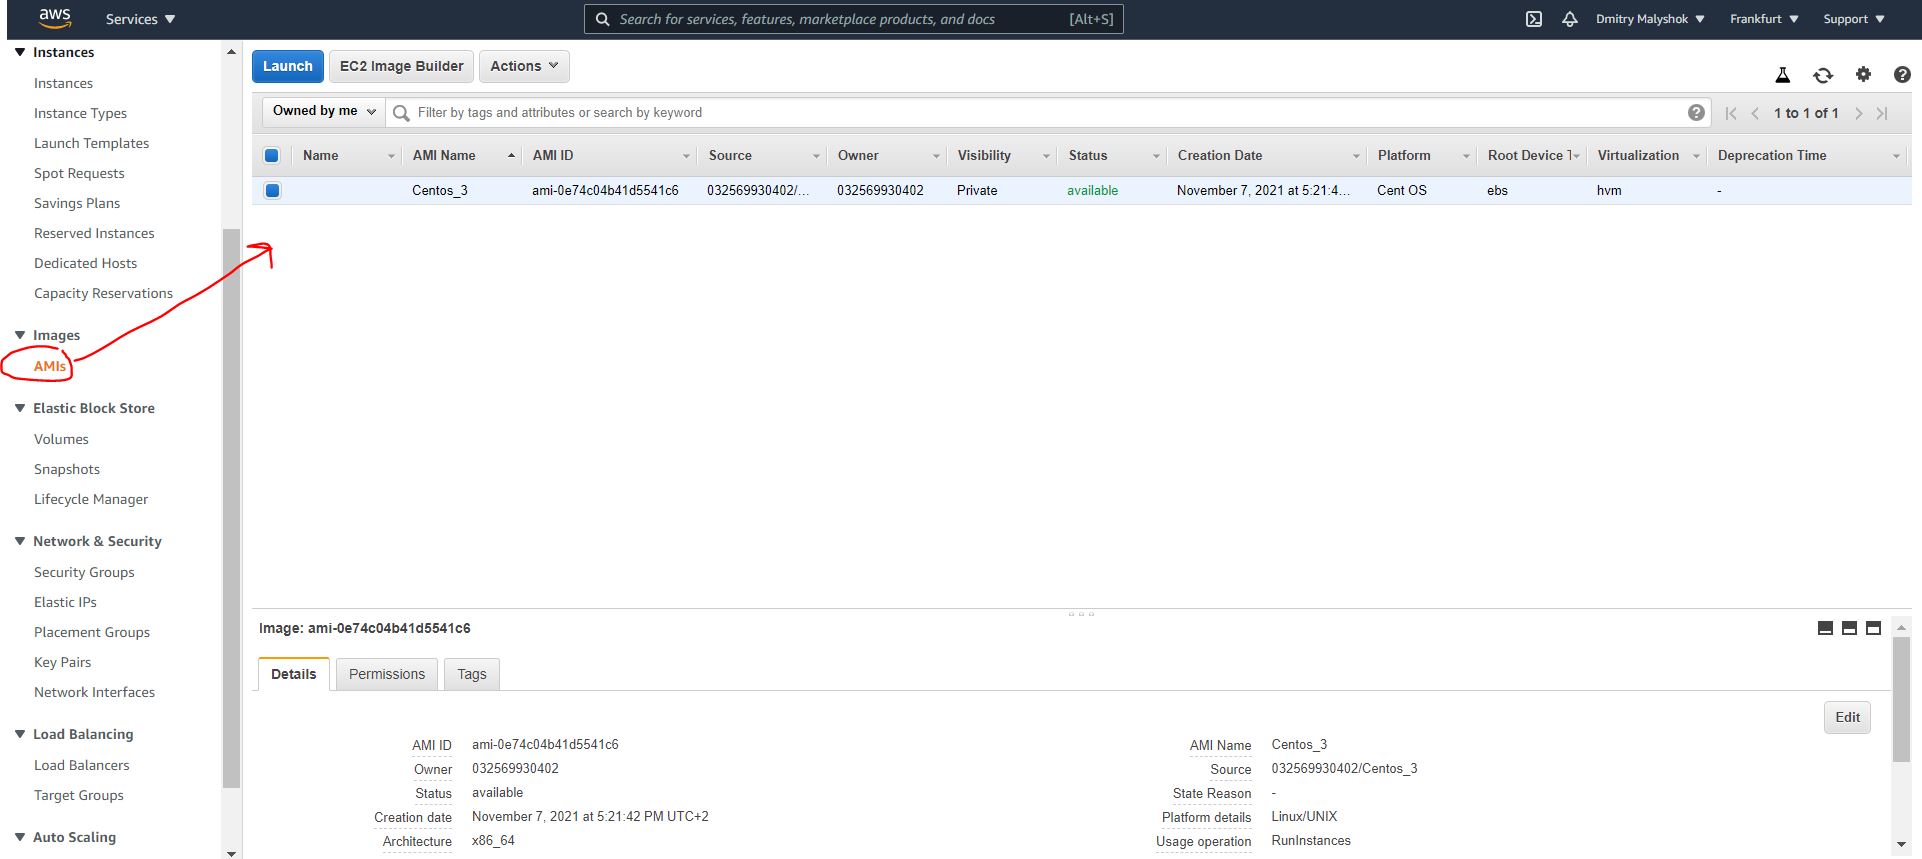 aws Services Search for services, features, marketplace products, and docs [Alt+S] Dmitry Malyshok Frankfurt Support
Instances
Instances
Instance Types
Launch Templates
Spot Requests
Savings Plans
Reserved Instances
Dedicated Hosts
Capacity Reservations
Images
AMIs
Elastic Block Store
Volumes
Snapshots
Lifecycle Manager
Network & Security
Security Groups
Elastic IPs
Placement Groups
Key Pairs
Network Interfaces
Load Balancing
Load Balancers
Target Groups
Auto Scaling
Launch EC2 Image Builder Actions
Owned by me Filter by tags and attributes or search by keyword 1 to 1 of 1
Name AMI Name AMI ID Source Owner Visibility Status Creation Date Platform Root Device T Virtualization Deprecation Time
Centos_3 ami-0e74c04b41d5541c6 032569930402/... 032569930402 Private available November 7, 2021 at 5:21:4... Cent OS ebs hvm -
Image: ami-0e74c04b41d5541c6
Details Permissions Tags
Edit
AMI ID ami-0e74c04b41d5541c6 AMI Name Centos_3
Owner 032569930402 Source 032569930402/Centos_3
Status available State Reason -
Creation date November 7, 2021 at 5:21:42 PM UTC+2 Platform details Linux/UNIX
Architecture x86_64 Usage operation RunInstances